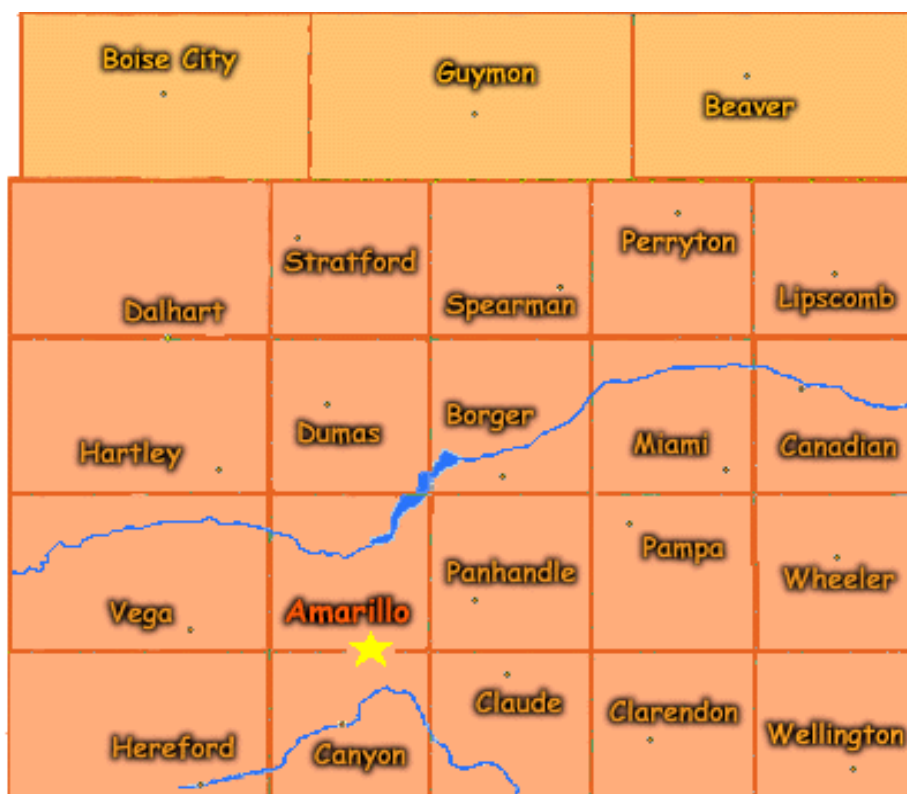 Boise City
Guymon
Beaver
Stratford
Perryton
Dalhart
Spearman
Lipscomb
Hartley
Dumas
Borger
Miami
Canadian
Vega
Amarillo
Panhandle
Pampa
Wheeler
Hereford
Canyon
Claude
Clarendon
Wellington